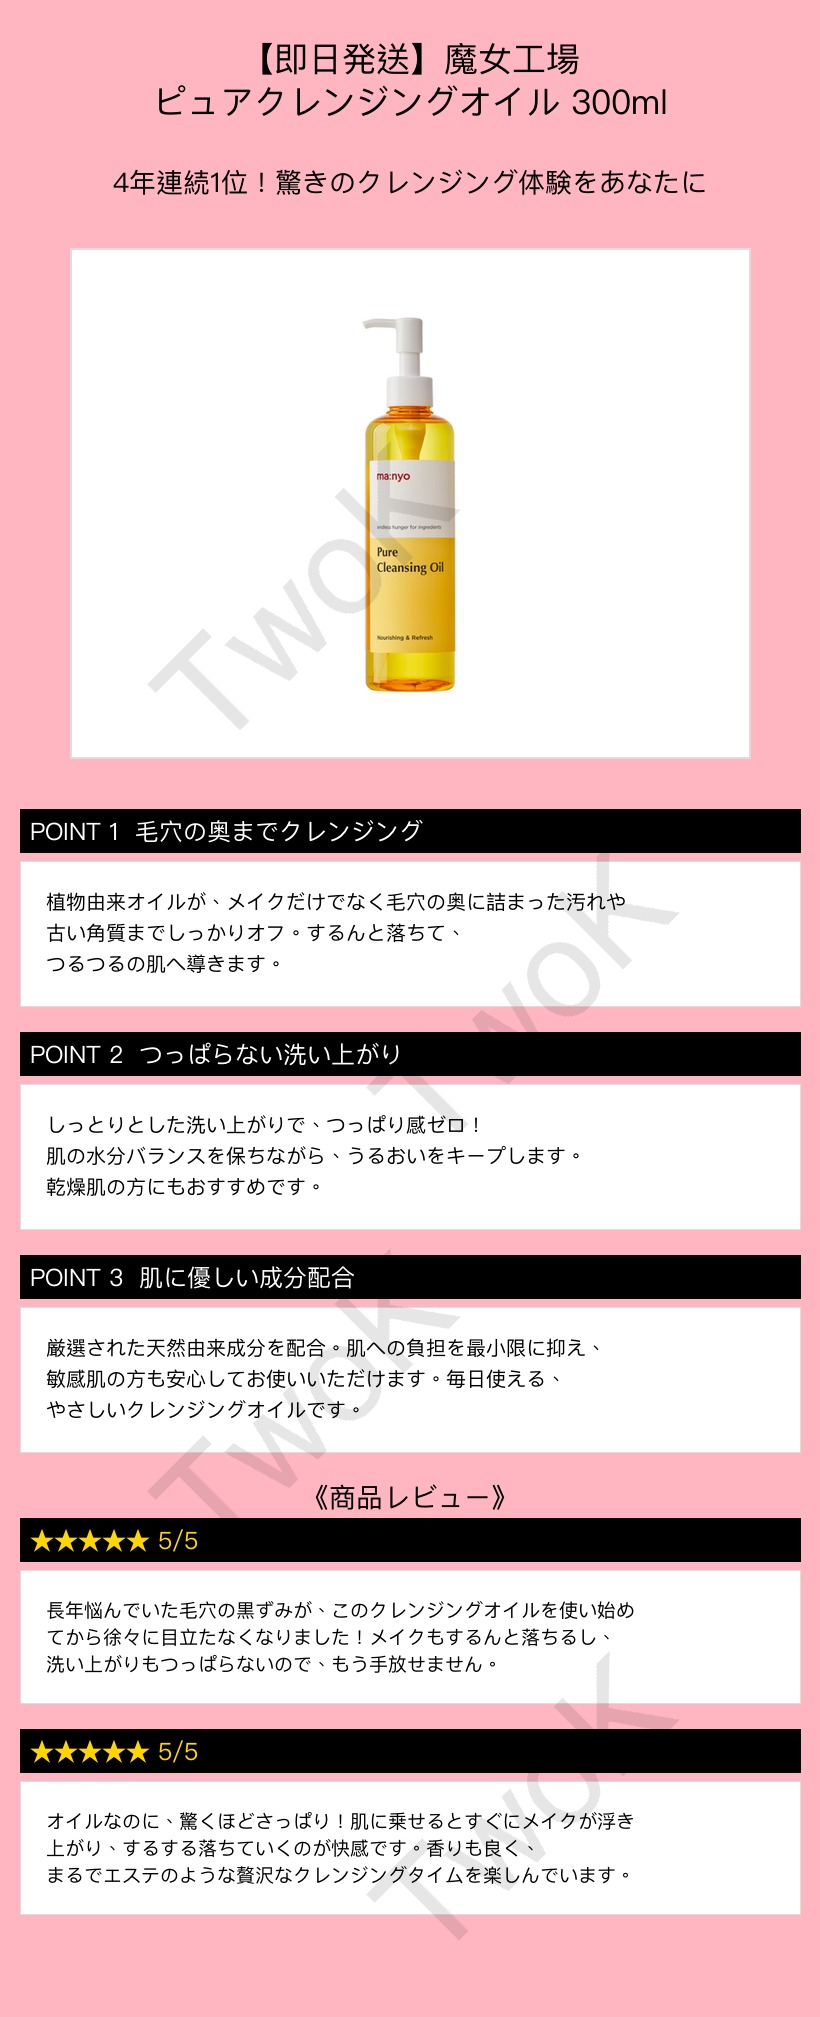 【即日発送】魔女工場
ピュアクレンジングオイル 300ml
4年連続1位！驚きのクレンジング体験をあなたに
ma:nyo
endless hunger for ingredients
Pure
Cleansing Oil
Nourishing & Refresh
TwoK
POINT 1 毛穴の奥までクレンジング
植物由来オイルが、メイクだけでなく毛穴の奥に詰まった汚れや
古い角質までしっかりオフ。するんと落ちて、
つるつるの肌へ導きます。
TwoK
POINT 2 つっぱらない洗い上がり
しっとりとした洗い上がりで、つっぱり感ゼロ！
肌の水分バランスを保ちながら、うるおいをキープします。
乾燥肌の方にもおすすめです。
POINT 3 肌に優しい成分配合
厳選された天然由来成分を配合。肌への負担を最小限に抑え、
敏感肌の方も安心してお使いいただけます。毎日使える、
やさしいクレンジングオイルです。
TwoK
《商品レビュー》
★★★★★ 5/5
長年悩んでいた毛穴の黒ずみが、このクレンジングオイルを使い始め
てから徐々に目立たなくなりました！メイクもするんと落ちるし、
洗い上がりもつっぱらないので、もう手放せません。
★★★★★ 5/5
オイルなのに、驚くほどさっぱり！肌に乗せるとすぐにメイクが浮き
上がり、するする落ちていくのが快感です。香りも良く、
まるでエステのような贅沢なクレンジングタイムを楽しんでいます。
TwoK